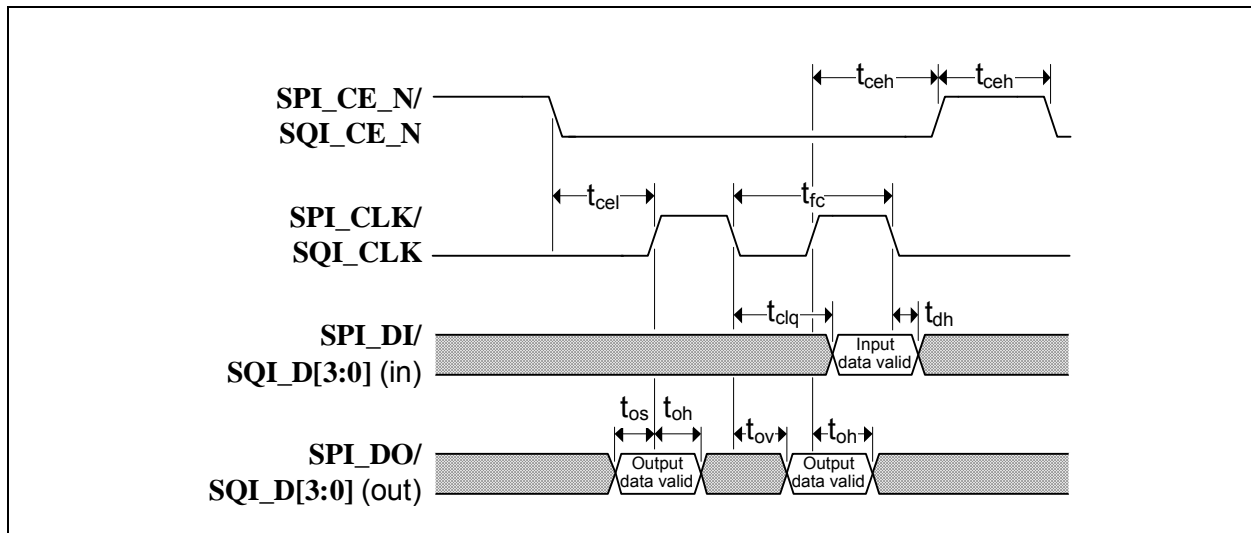 t_ceh t_ceh
SPI_CE_N/
SQI_CE_N
t_cel t_fc
SPI_CLK/
SQI_CLK
t_clq t_dh
SPI_DI/
SQI_D[3:0] (in)
Input
data valid
t_os t_oh t_ov t_oh
SPI_DO/
SQI_D[3:0] (out)
Output
data valid
Output
data valid